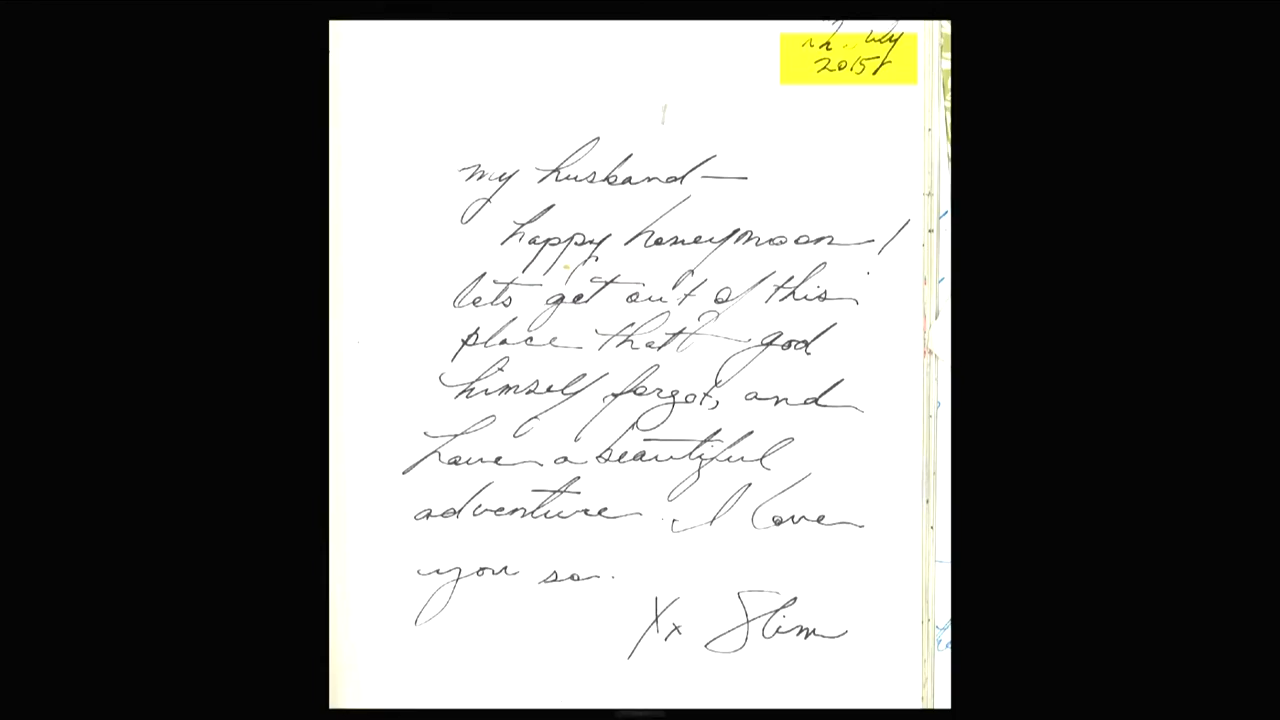 2015
my husband—
happy honeymoon!
lets get out of this
place that god
himself forgot, and
have a beautiful
adventure. I love
you so.
Xx Slim